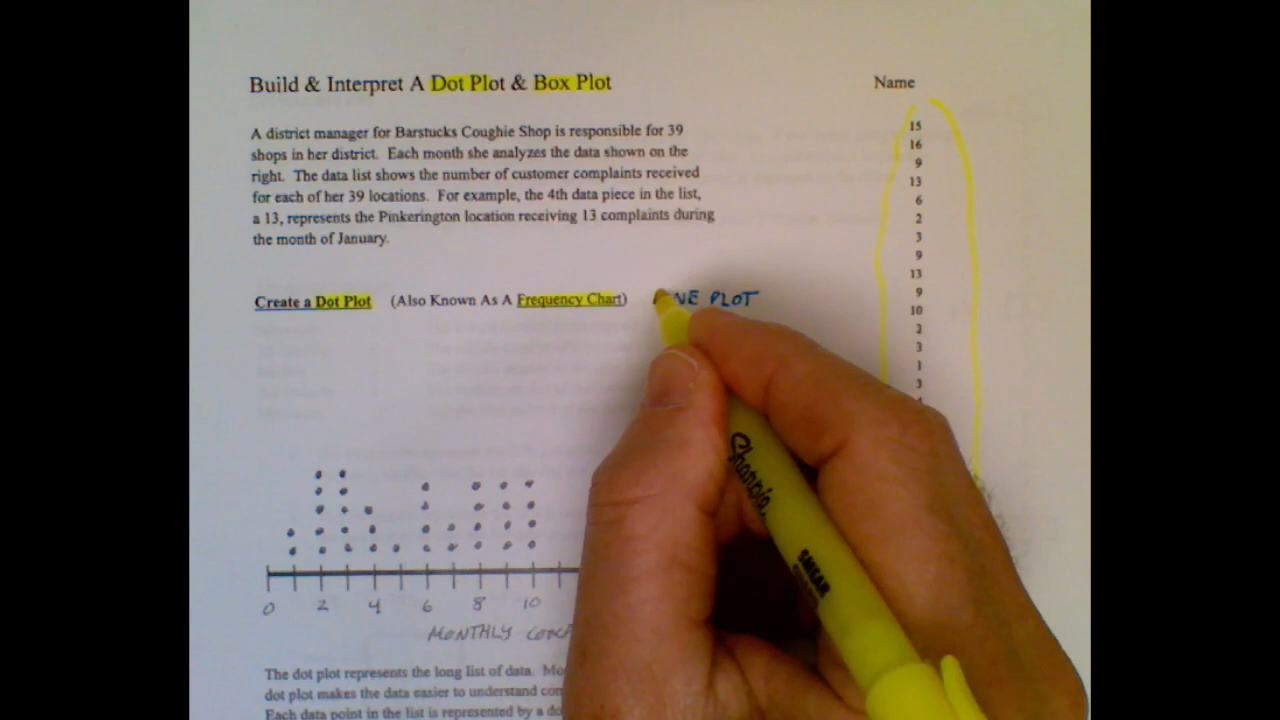 Build & Interpret A Dot Plot & Box Plot
Name
A district manager for Barstucks Coughie Shop is responsible for 39
shops in her district. Each month she analyzes the data shown on the
right. The data list shows the number of customer complaints received
for each of her 39 locations. For example, the 4th data piece in the list,
a 13, represents the Pinkerington location receiving 13 complaints during
the month of January.
15
16
9
13
6
2
3
9
13
9
10
2
3
1
3
Create a Dot Plot (Also Known As A Frequency Chart) PLOT
0 2 4 6 8 10
MONTHLY
The dot plot represents the long list of data.
dot plot makes the data easier to understand
Each data point in the list is represented by a
Sharpie
SMEAR